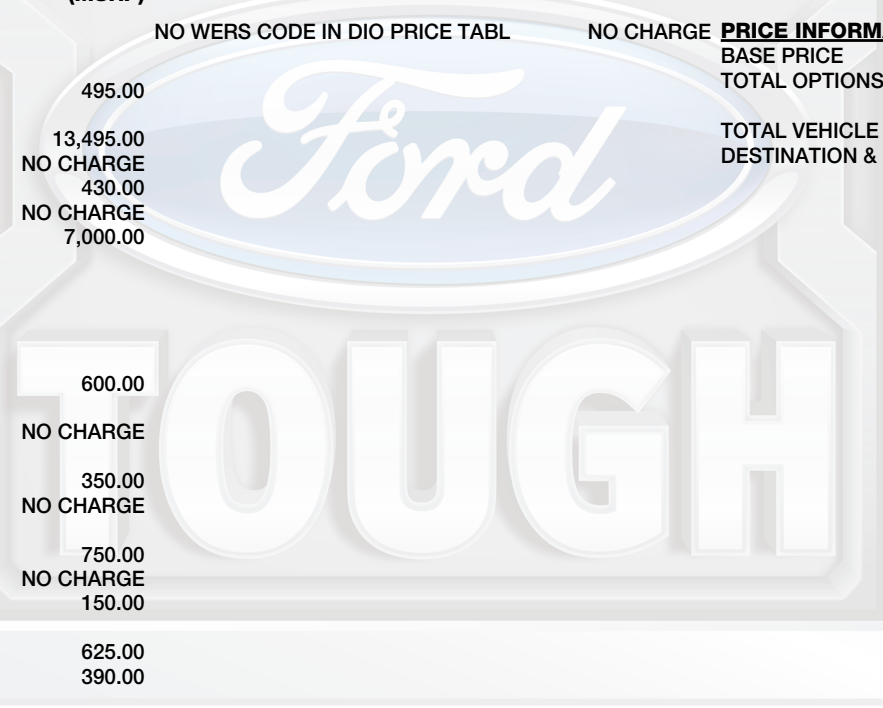 NO WERS CODE IN DIO PRICE TABL NO CHARGE
495.00
13,495.00
NO CHARGE
430.00
NO CHARGE
7,000.00
600.00
NO CHARGE
350.00
NO CHARGE
750.00
NO CHARGE
150.00
625.00
390.00
PRICE
BASE PRICE
TOTAL OPTIONS
TOTAL VEHICLE
DESTINATION &
Ford
TOUGH